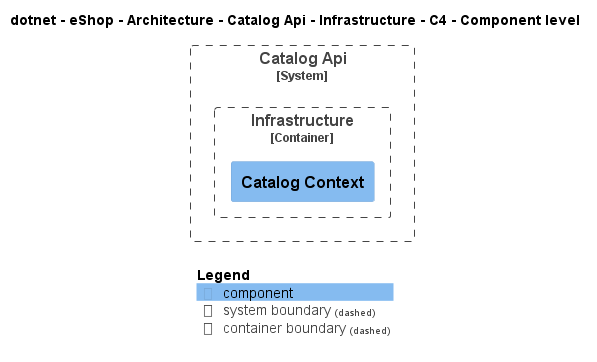 dotnet - eShop - Architecture - Catalog Api - Infrastructure - C4 - Component level
Catalog Api
[System]
Infrastructure
[Container]
Catalog Context
Legend
component
system boundary (dashed)
container boundary (dashed)